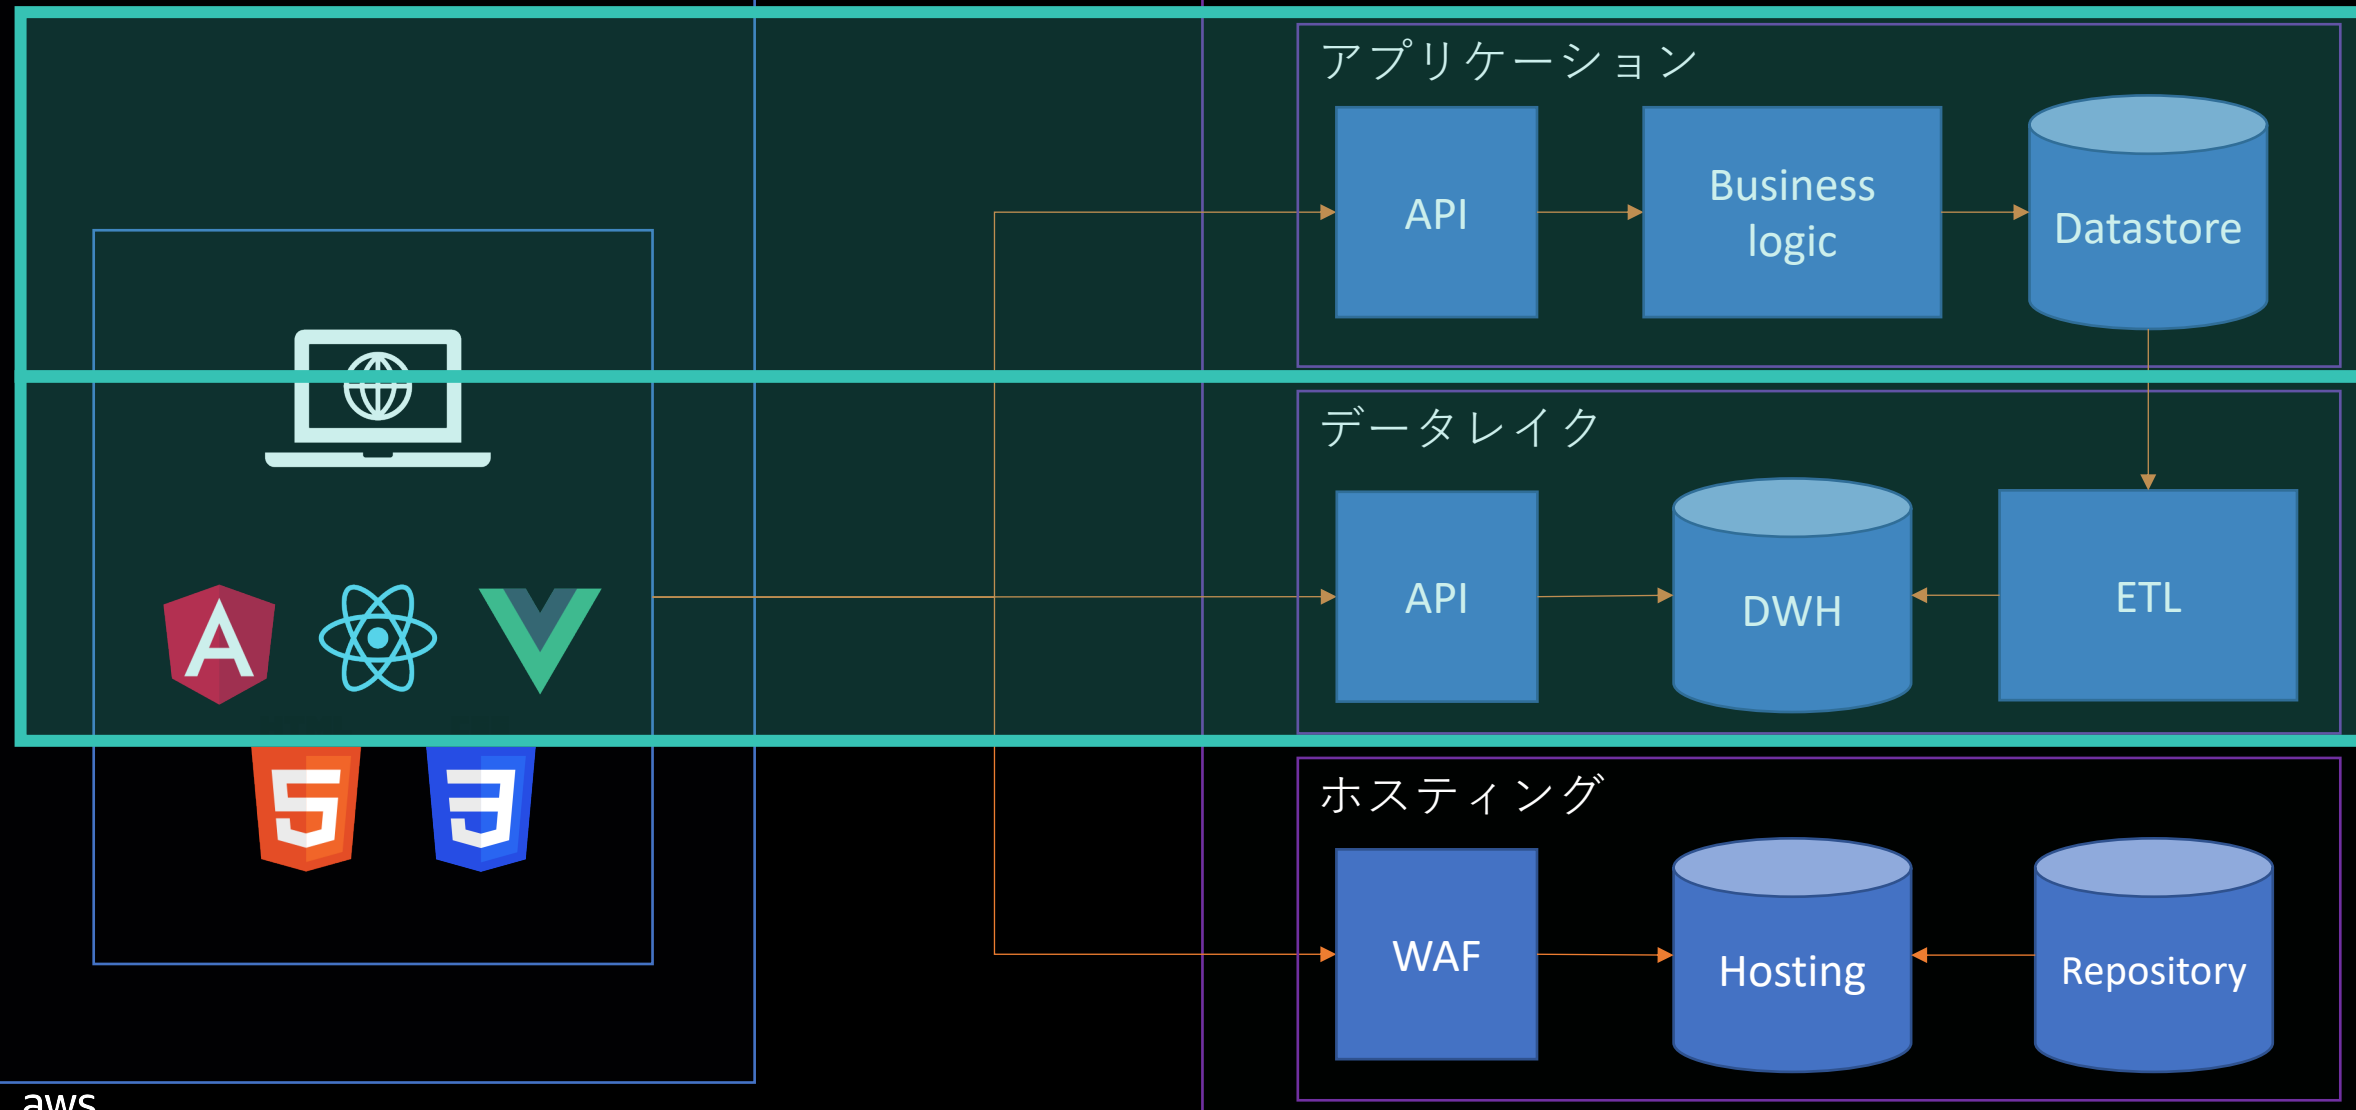 アプリケーション
API
Business
logic
Datastore
データレイク
API
DWH
ETL
ホスティング
WAF
Hosting
Repository
aws